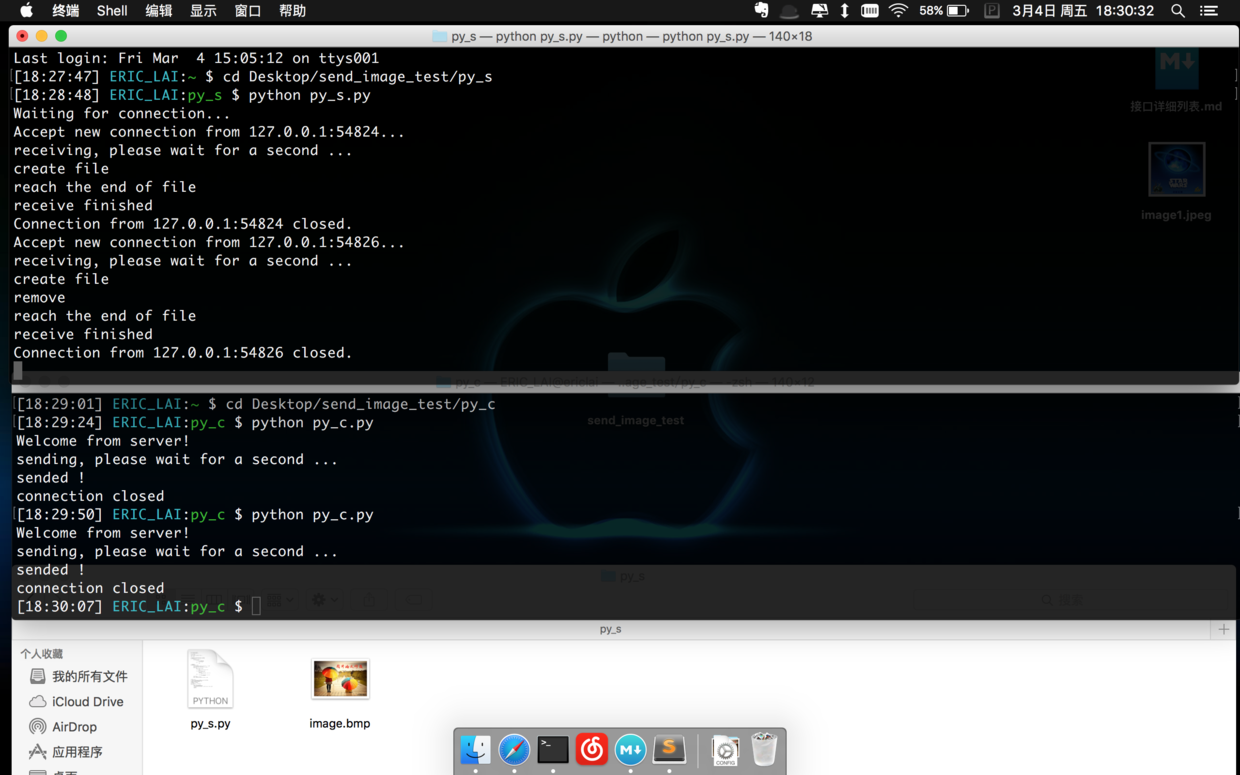 终端 Shell 编辑 显示 窗口 帮助 58% 3月4日 周五 18:30:32
py_s — python py_s.py — python — python py_s.py — 140×18
Last login: Fri Mar  4 15:05:12 on ttys001
[18:27:47] ERIC_LAI:~ $ cd Desktop/send_image_test/py_s
[18:28:48] ERIC_LAI:py_s $ python py_s.py
Waiting for connection...
Accept new connection from 127.0.0.1:54824...
receiving, please wait for a second ...
create file
reach the end of file
receive finished
Connection from 127.0.0.1:54824 closed.
Accept new connection from 127.0.0.1:54826...
receiving, please wait for a second ...
create file
remove
reach the end of file
receive finished
Connection from 127.0.0.1:54826 closed.
M↓
接口详细列表.md
image1.jpeg
[18:29:01] ERIC_LAI:~ $ cd Desktop/send_image_test/py_c
[18:29:24] ERIC_LAI:py_c $ python py_c.py
Welcome from server!
sending, please wait for a second ...
sended !
connection closed
[18:29:50] ERIC_LAI:py_c $ python py_c.py
Welcome from server!
sending, please wait for a second ...
sended !
connection closed
[18:30:07] ERIC_LAI:py_c $
send_image_test
py_s
搜索
py_s
个人收藏
我的所有文件
iCloud Drive
AirDrop
应用程序
桌面
PYTHON
py_s.py
image.bmp
M↓
S
CONFIG